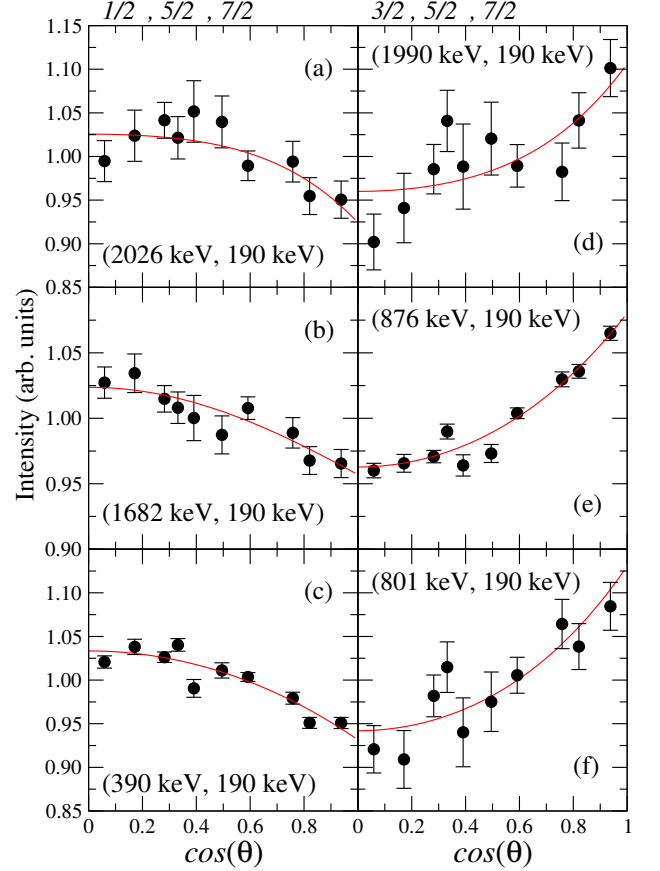 1/2 , 5/2 , 7/2
3/2 , 5/2 , 7/2
1.15
1.10
1.05
1.00
0.95
0.90
0.85
(a)
(2026 keV, 190 keV)
(1990 keV, 190 keV)
(d)
Intensity (arb. units)
1.05
1.00
0.95
0.90
(b)
(1682 keV, 190 keV)
(876 keV, 190 keV)
(e)
1.10
1.05
1.00
0.95
0.90
0.85
(c)
(390 keV, 190 keV)
(801 keV, 190 keV)
(f)
0 0.2 0.4 0.6 0.8 0 0.2 0.4 0.6 0.8 1
cos(θ) cos(θ)